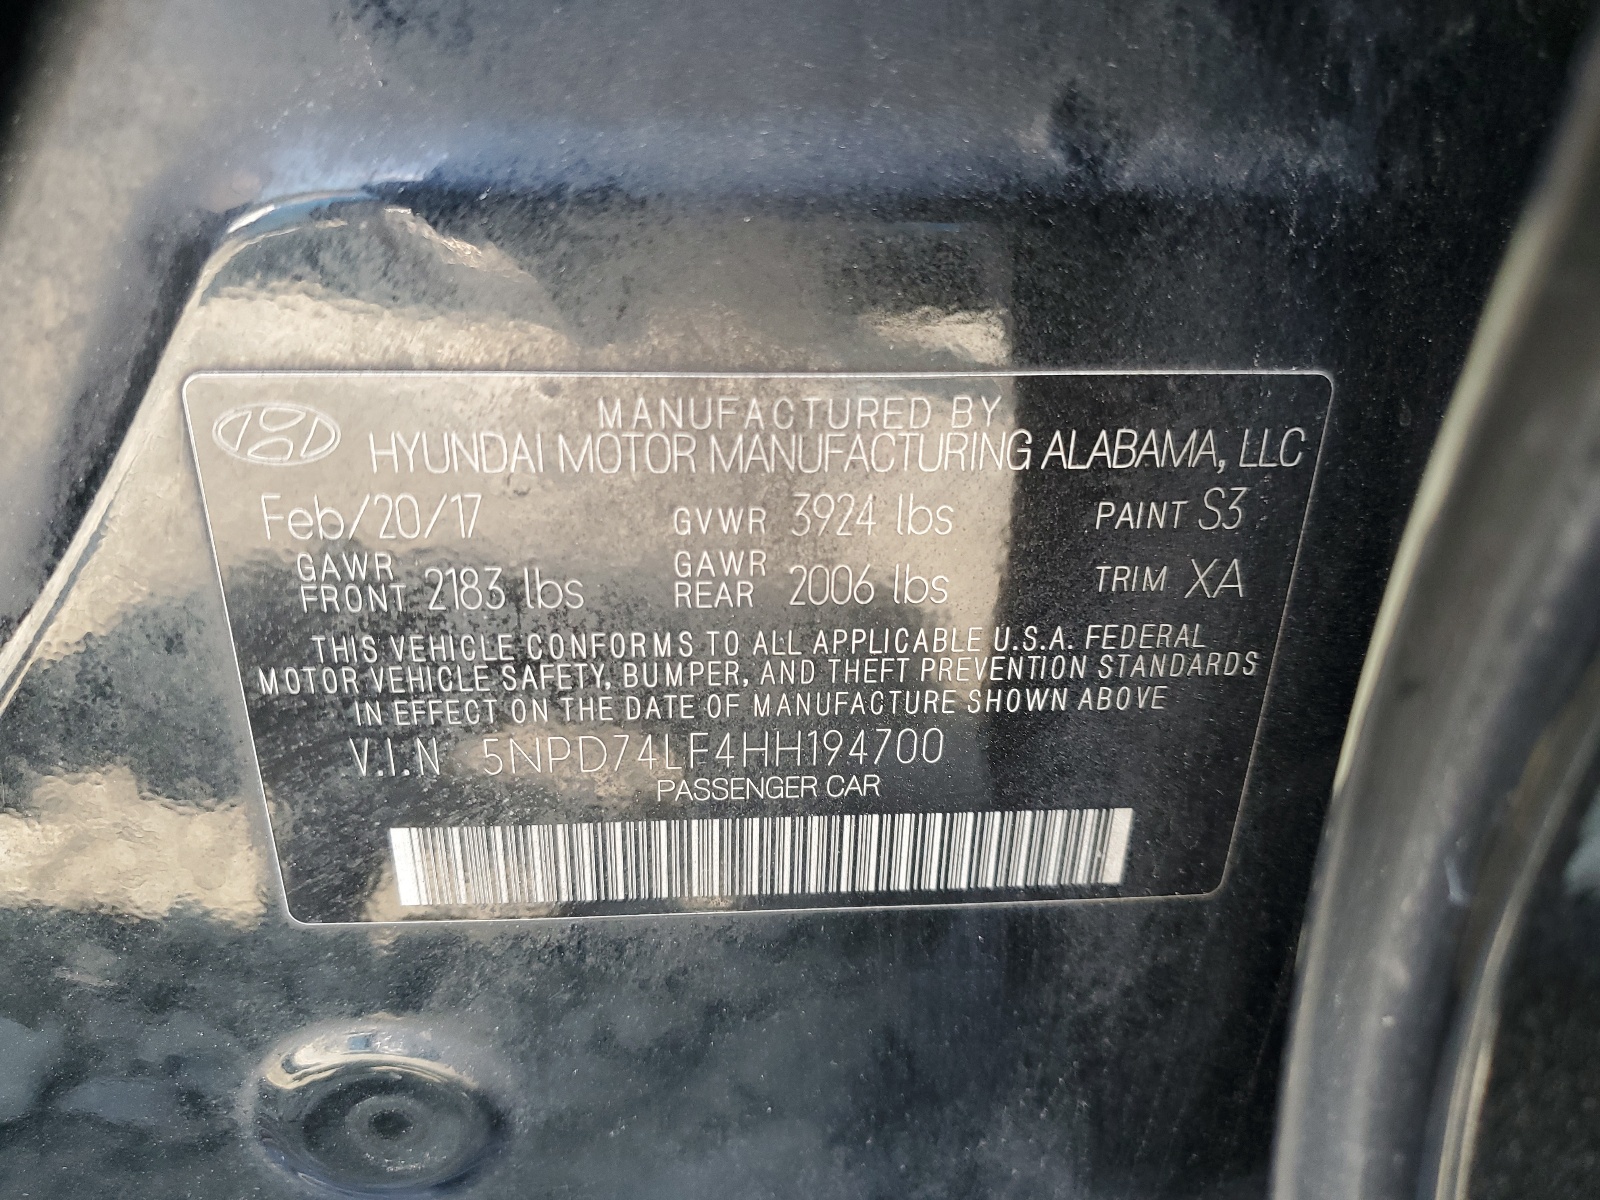 MANUFACTURED BY
HYUNDAI MOTOR MANUFACTURING ALABAMA, LLC
Feb/20/17 GVWR 3924 lbs PAINT S3
GAWR FRONT 2183 lbs GAWR REAR 2006 lbs TRIM XA
THIS VEHICLE CONFORMS TO ALL APPLICABLE U.S.A. FEDERAL
MOTOR VEHICLE SAFETY, BUMPER, AND THEFT PREVENTION STANDARDS
IN EFFECT ON THE DATE OF MANUFACTURE SHOWN ABOVE
V.I.N 5NPD74LF4HH194700
PASSENGER CAR